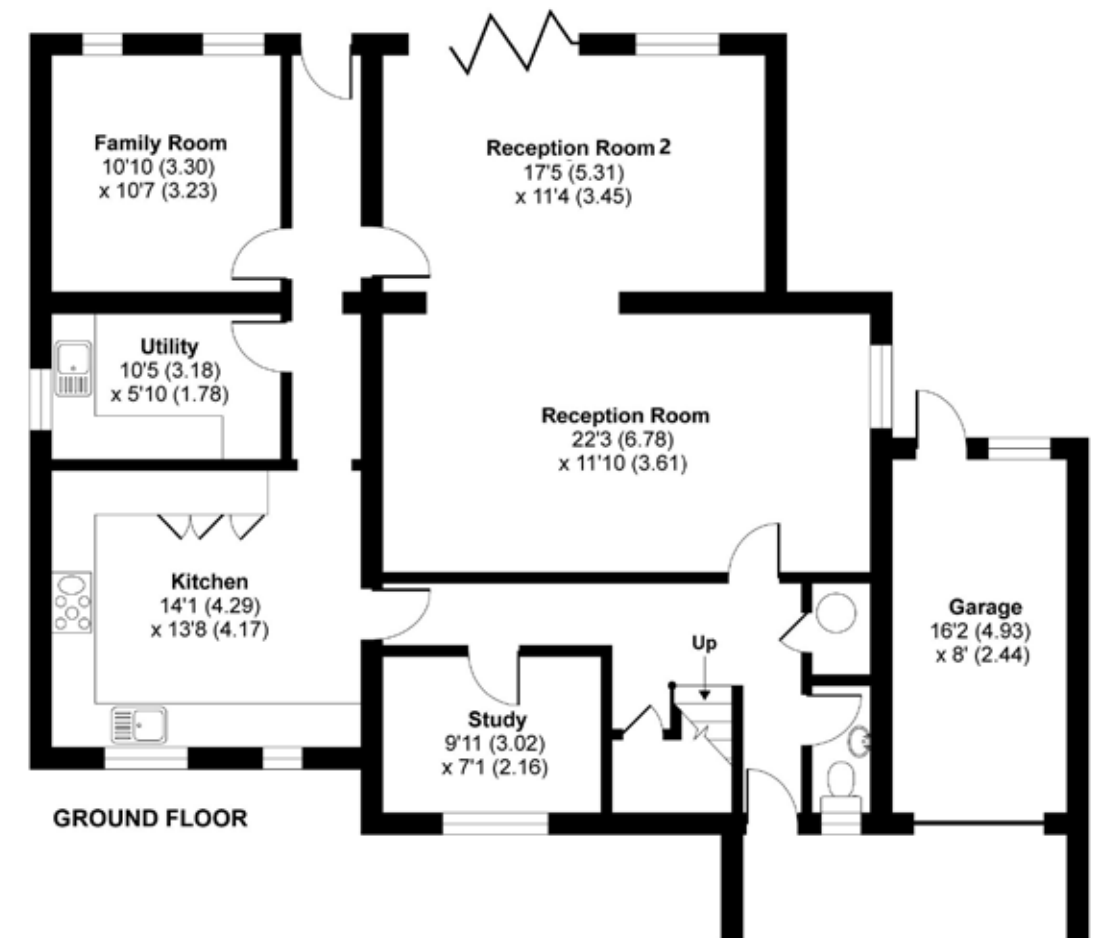 Family Room
10'10 (3.30)
x 10'7 (3.23)
Reception Room 2
17'5 (5.31)
x 11'4 (3.45)
Utility
10'5 (3.18)
x 5'10 (1.78)
Reception Room
22'3 (6.78)
x 11'10 (3.61)
Kitchen
14'1 (4.29)
x 13'8 (4.17)
Garage
16'2 (4.93)
x 8' (2.44)
Up
Study
9'11 (3.02)
x 7'1 (2.16)
GROUND FLOOR